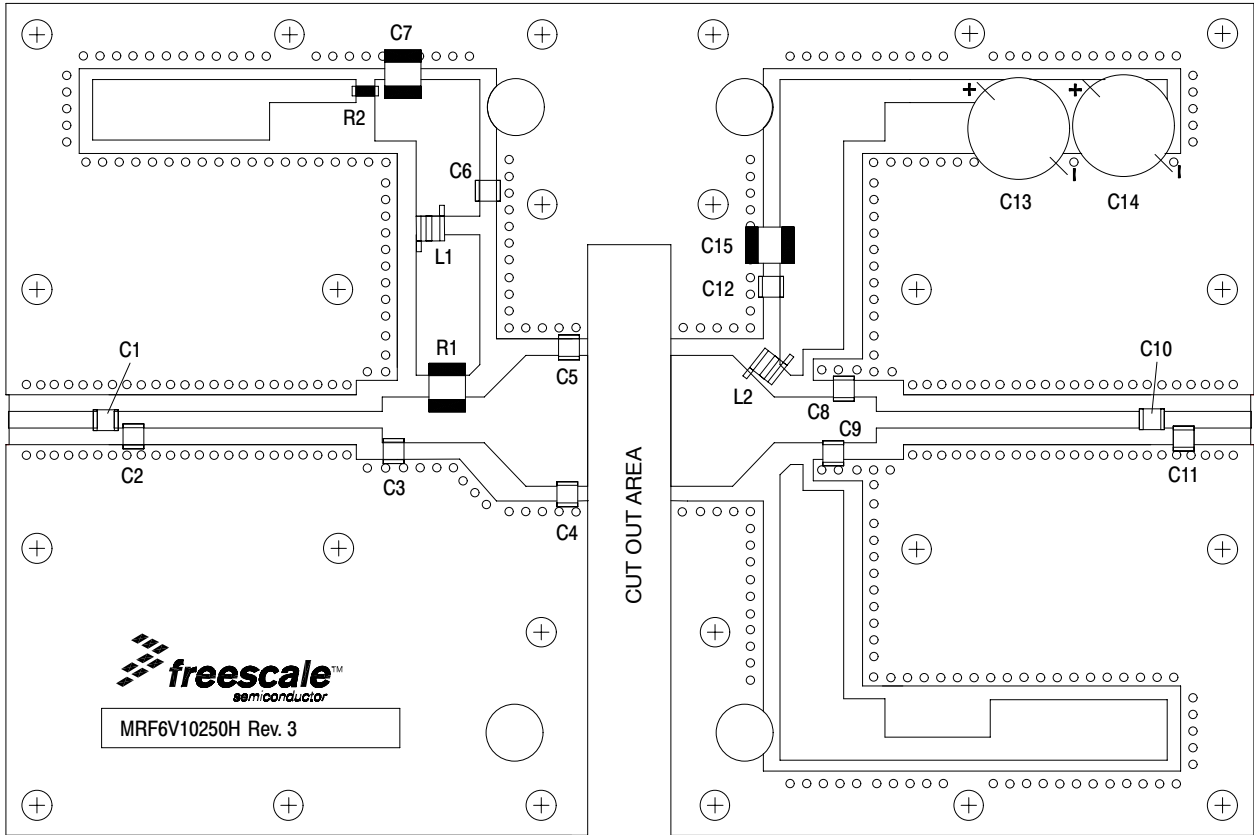 C7
R2
C6
L1
C1
R1
C5
C2
C3
C4
CUT OUT AREA
C15
C12
L2
C8
C9
C10
C11
+
+
C13
C14
freescale™
semiconductor
MRF6V10250H Rev. 3